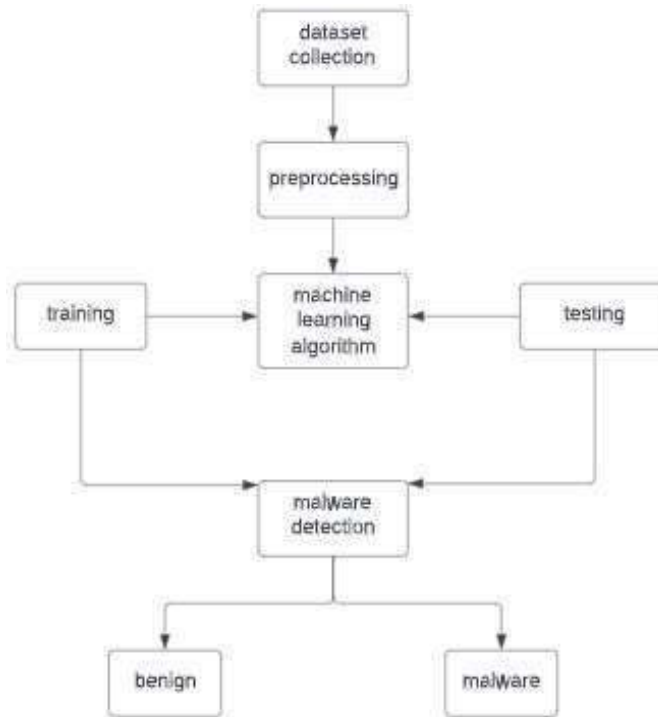 dataset
collection
preprocessing
training
machine
learning
algorithm
testing
malware
detection
benign
malware